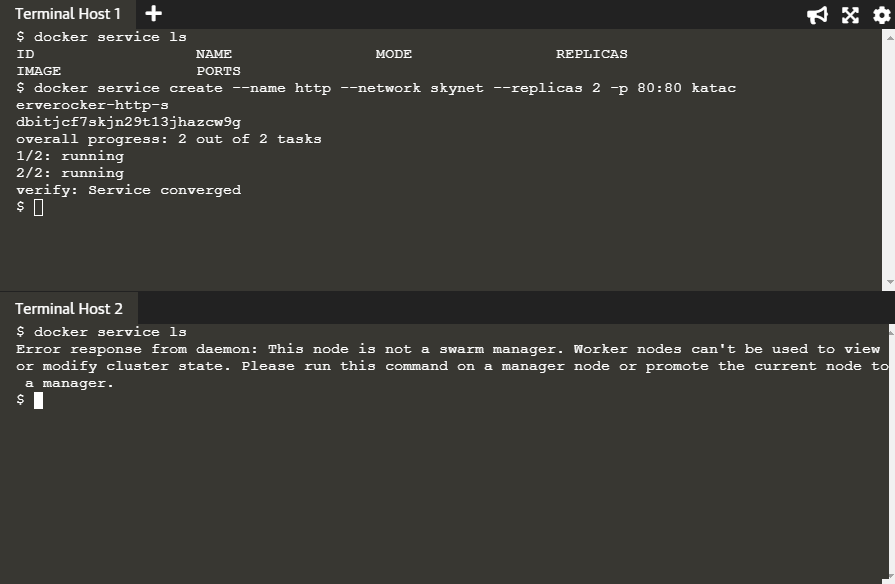 Terminal Host 1
$ docker service ls
ID NAME MODE REPLICAS
IMAGE PORTS
$ docker service create --name http --network skynet --replicas 2 -p 80:80 katac
erverocker-http-s
dbitjcf7skjn29t13jhazcw9g
overall progress: 2 out of 2 tasks
1/2: running
2/2: running
verify: Service converged
$
Terminal Host 2
$ docker service ls
Error response from daemon: This node is not a swarm manager. Worker nodes can't be used to view
or modify cluster state. Please run this command on a manager node or promote the current node to
a manager.
$